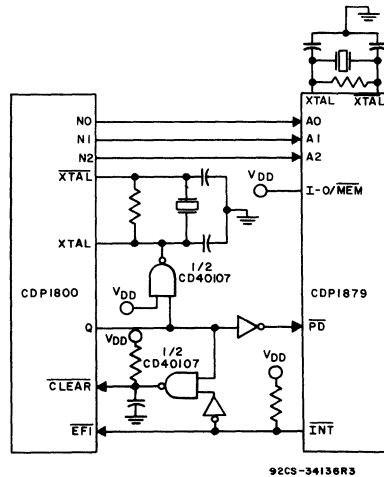 XTAL XTAL
N0 A0
N1 A1
N2 A2
XTAL
VDD
I-O/MEM
XTAL
1/2
CD40107
VDD
CDP1800
CDP1879
Q
PD
VDD
1/2
CD40107
VDD
CLEAR
EF1
INT
92CS-34136R3